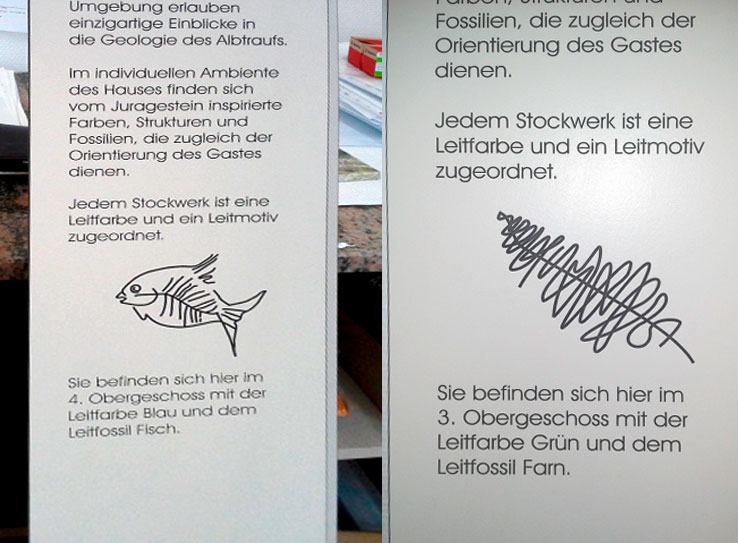 Umgebung erlauben
einzigartige Einblicke in
die Geologie des Albtraufs.
Im individuellen Ambiente
des Hauses finden sich
vom Juragestein inspirierte
Farben, Strukturen und
Fossilien, die zugleich der
Orientierung des Gastes
dienen.
Jedem Stockwerk ist eine
Leitfarbe und ein Leitmotiv
zugeordnet.
Sie befinden sich hier im
4. Obergeschoss mit der
Leitfarbe Blau und dem
Leitfossil Fisch.
Farben, Strukturen und
Fossilien, die zugleich der
Orientierung des Gastes
dienen.
Jedem Stockwerk ist eine
Leitfarbe und ein Leitmotiv
zugeordnet.
Sie befinden sich hier im
3. Obergeschoss mit der
Leitfarbe Grün und dem
Leitfossil Farn.